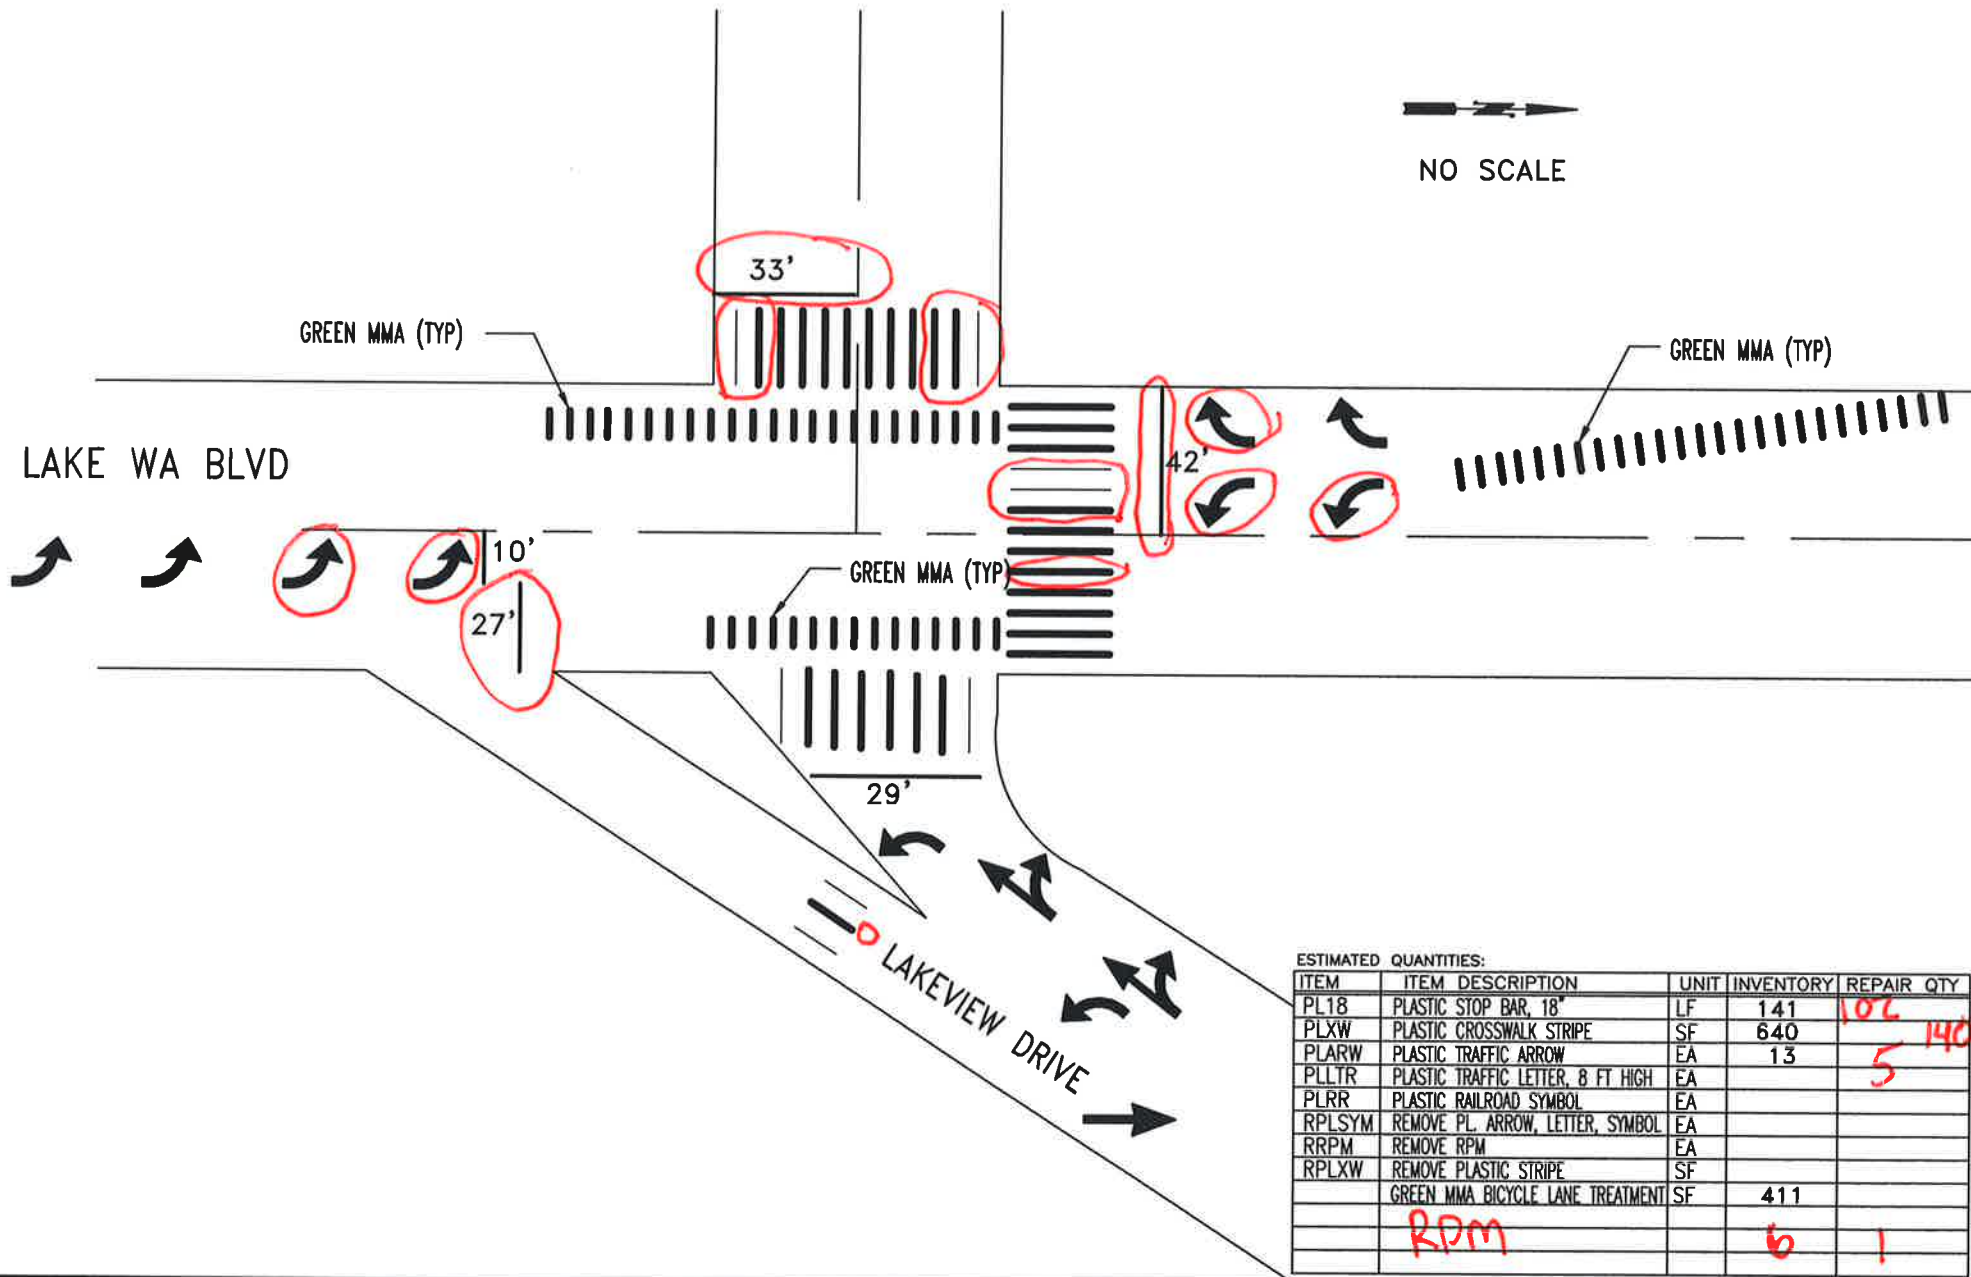 NO SCALE
33'
GREEN MMA (TYP)
GREEN MMA (TYP)
LAKE WA BLVD
42'
10'
GREEN MMA (TYP)
27'
29'
LAKEVIEW DRIVE
ESTIMATED QUANTITIES:
ITEM ITEM DESCRIPTION UNIT INVENTORY REPAIR QTY
PL18 PLASTIC STOP BAR, 18" LF 141 102
PLXW PLASTIC CROSSWALK STRIPE SF 640 140
PLARW PLASTIC TRAFFIC ARROW EA 13 5
PLLTR PLASTIC TRAFFIC LETTER, 8 FT HIGH EA
PLRR PLASTIC RAILROAD SYMBOL EA
RPLSYM REMOVE PL. ARROW, LETTER, SYMBOL EA
RRPM REMOVE RPM EA
RPLXW REMOVE PLASTIC STRIPE SF
GREEN MMA BICYCLE LANE TREATMENT SF 411
RPM 6 1